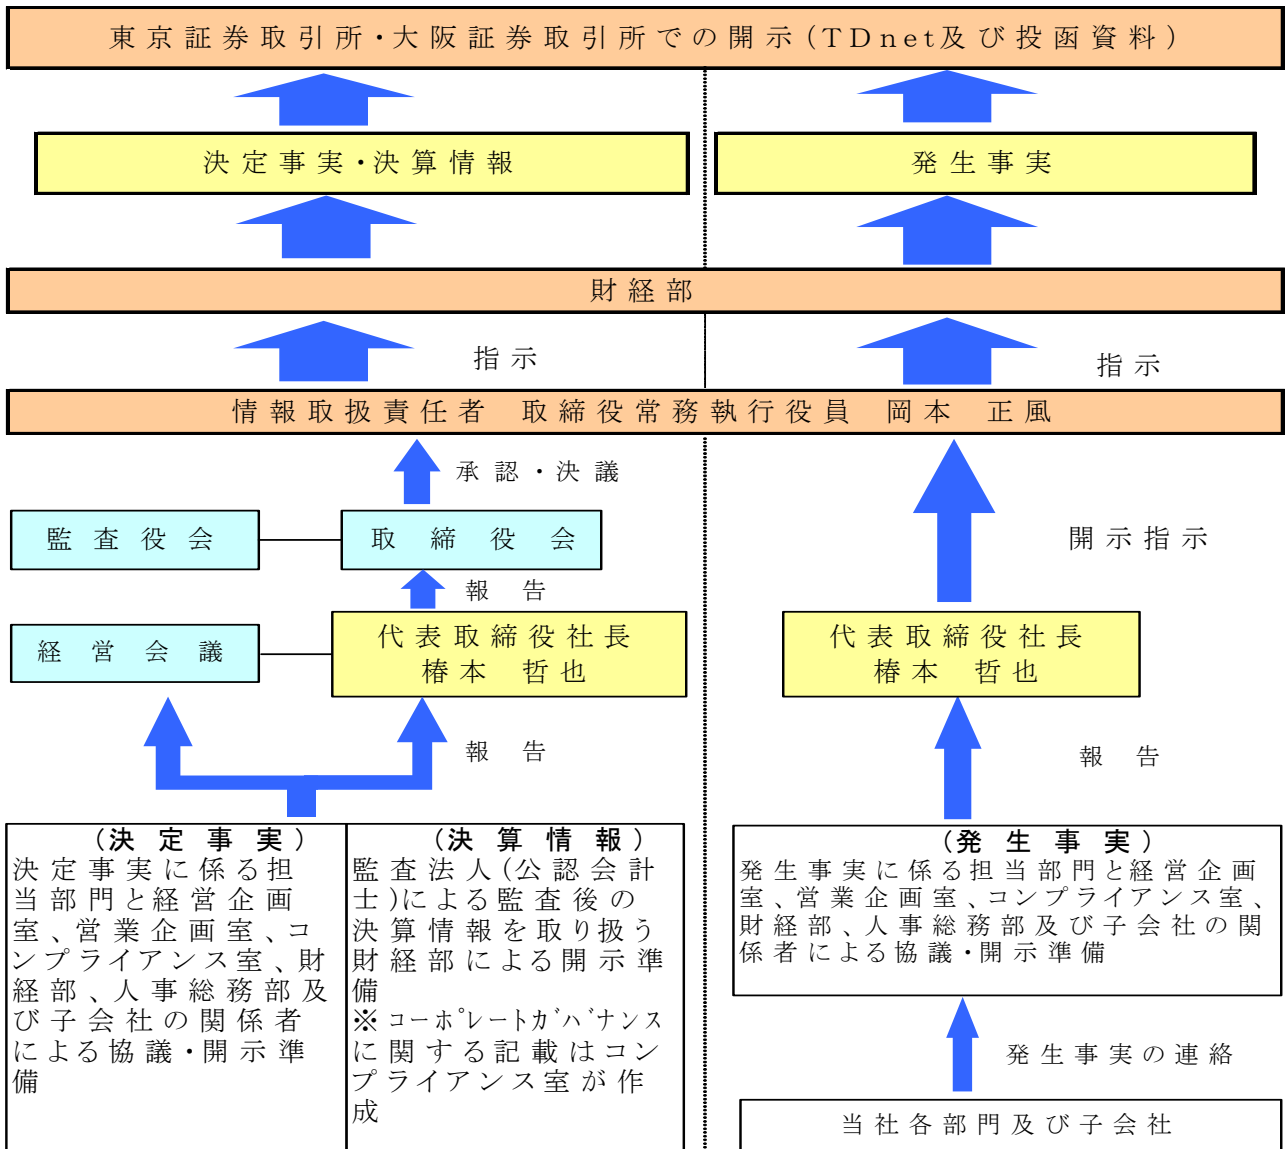 東京証券取引所・大阪証券取引所での開示(TDnet及び投函資料)
決定事実・決算情報
発生事実
財経部
指示
指示
情報取扱責任者 取締役常務執行役員 岡本 正風
承認・決議
監査役会
取締役会
開示指示
報告
経営会議
代表取締役社長
椿本 哲也
代表取締役社長
椿本 哲也
報告
報告
(決定事実)
決定事実に係る担
当部門と経営企画
室、営業企画室、コ
ンプライアンス室、財
経部、人事総務部及
び子会社の関係者
による協議・開示準
備
(決算情報)
監査法人(公認会計
士)による監査後の
決算情報を取り扱う
財経部による開示準
備
※コーポレートガバナンス
に関する記載はコン
プライアンス室が作
成
(発生事実)
発生事実に係る担当部門と経営企画
室、営業企画室、コンプライアンス室、
財経部、人事総務部及び子会社の関
係者による協議・開示準備
発生事実の連絡
当社各部門及び子会社